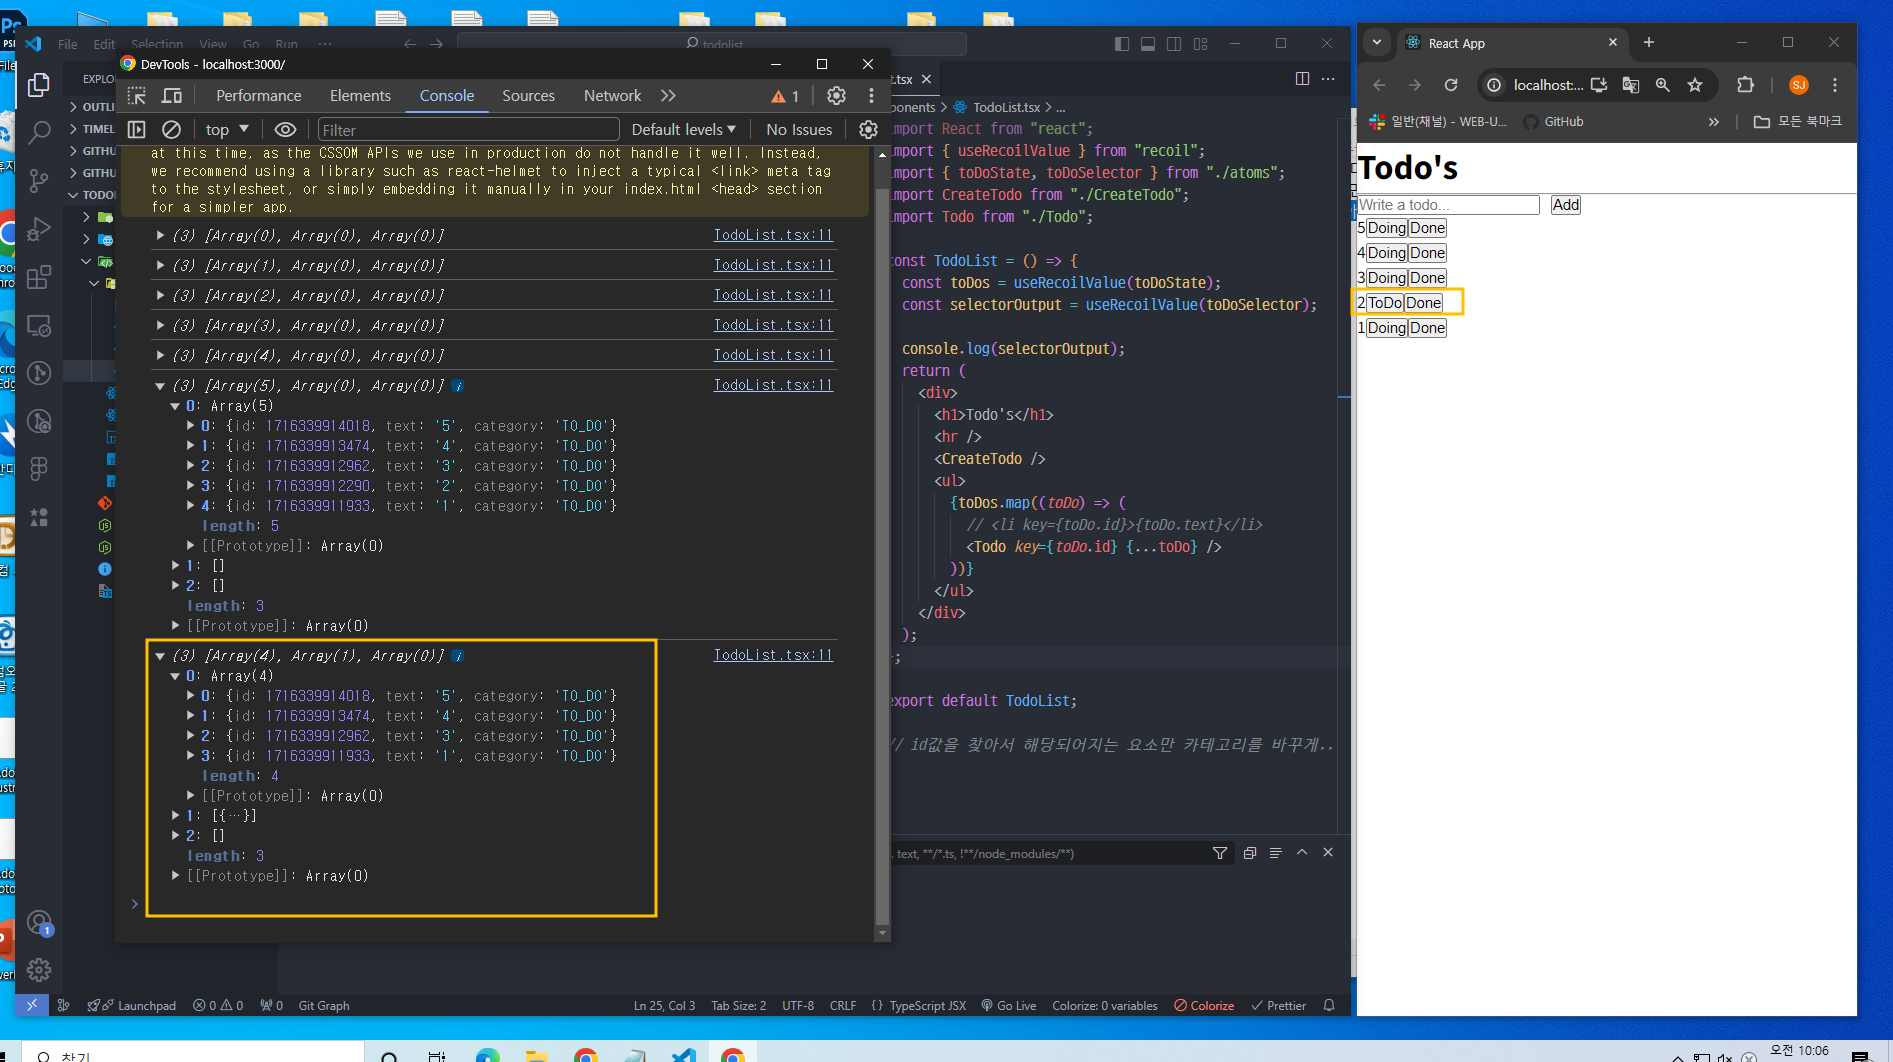 File Edit Selection View Go Run ···
todolist
DevTools - localhost:3000/
Performance Elements Console Sources Network 1
top Filter Default levels No Issues
at this time, as the CSSOM APIs we use in production do not handle it well. Instead,
we recommend using a library such as react-helmet to inject a typical <link> meta tag
to the stylesheet, or simply embedding it manually in your index.html <head> section
for a simpler app.
(3) [Array(0), Array(0), Array(0)] TodoList.tsx:11
(3) [Array(1), Array(0), Array(0)] TodoList.tsx:11
(3) [Array(2), Array(0), Array(0)] TodoList.tsx:11
(3) [Array(3), Array(0), Array(0)] TodoList.tsx:11
(3) [Array(4), Array(0), Array(0)] TodoList.tsx:11
(3) [Array(5), Array(0), Array(0)] TodoList.tsx:11
0: Array(5)
0: {id: 1716339914018, text: '5', category: 'TO_DO'}
1: {id: 1716339913474, text: '4', category: 'TO_DO'}
2: {id: 1716339912962, text: '3', category: 'TO_DO'}
3: {id: 1716339912290, text: '2', category: 'TO_DO'}
4: {id: 1716339911933, text: '1', category: 'TO_DO'}
length: 5
[[Prototype]]: Array(0)
1: []
2: []
length: 3
[[Prototype]]: Array(0)
(3) [Array(4), Array(1), Array(0)] TodoList.tsx:11
0: Array(4)
0: {id: 1716339914018, text: '5', category: 'TO_DO'}
1: {id: 1716339913474, text: '4', category: 'TO_DO'}
2: {id: 1716339912962, text: '3', category: 'TO_DO'}
3: {id: 1716339911933, text: '1', category: 'TO_DO'}
length: 4
[[Prototype]]: Array(0)
1: [{…}]
2: []
length: 3
[[Prototype]]: Array(0)
EXPLO
OUTLI
TIMEL
GITHU
GITHU
TODO
t.tsx
ponents > TodoList.tsx > ...
import React from "react";
import { useRecoilValue } from "recoil";
import { toDoState, toDoSelector } from "./atoms";
import CreateTodo from "./CreateTodo";
import Todo from "./Todo";
const TodoList = () => {
const toDos = useRecoilValue(toDoState);
const selectorOutput = useRecoilValue(toDoSelector);
console.log(selectorOutput);
return (
<div>
<h1>Todo's</h1>
<hr />
<CreateTodo />
<ul>
{toDos.map((toDo) => (
// <li key={toDo.id}>{toDo.text}</li>
<Todo key={toDo.id} {...toDo} />
))}
</ul>
</div>
);
};
export default TodoList;
// id값을 찾아서 해당되어지는 요소만 카테고리를 바꾸게..
text, **/*.ts, !**/node_modules/**)
Launchpad 0 0 0 Git Graph Ln 25, Col 3 Tab Size: 2 UTF-8 CRLF {} TypeScript JSX Go Live Colorize: 0 variables Colorize Prettier
React App
localhost:... SJ
일반(채널) - WEB-U... GitHub » 모든 북마크
Todo's
Write a todo... Add
5 Doing Done
4 Doing Done
3 Doing Done
2 ToDo Done
1 Doing Done
찾기
오전 10:06